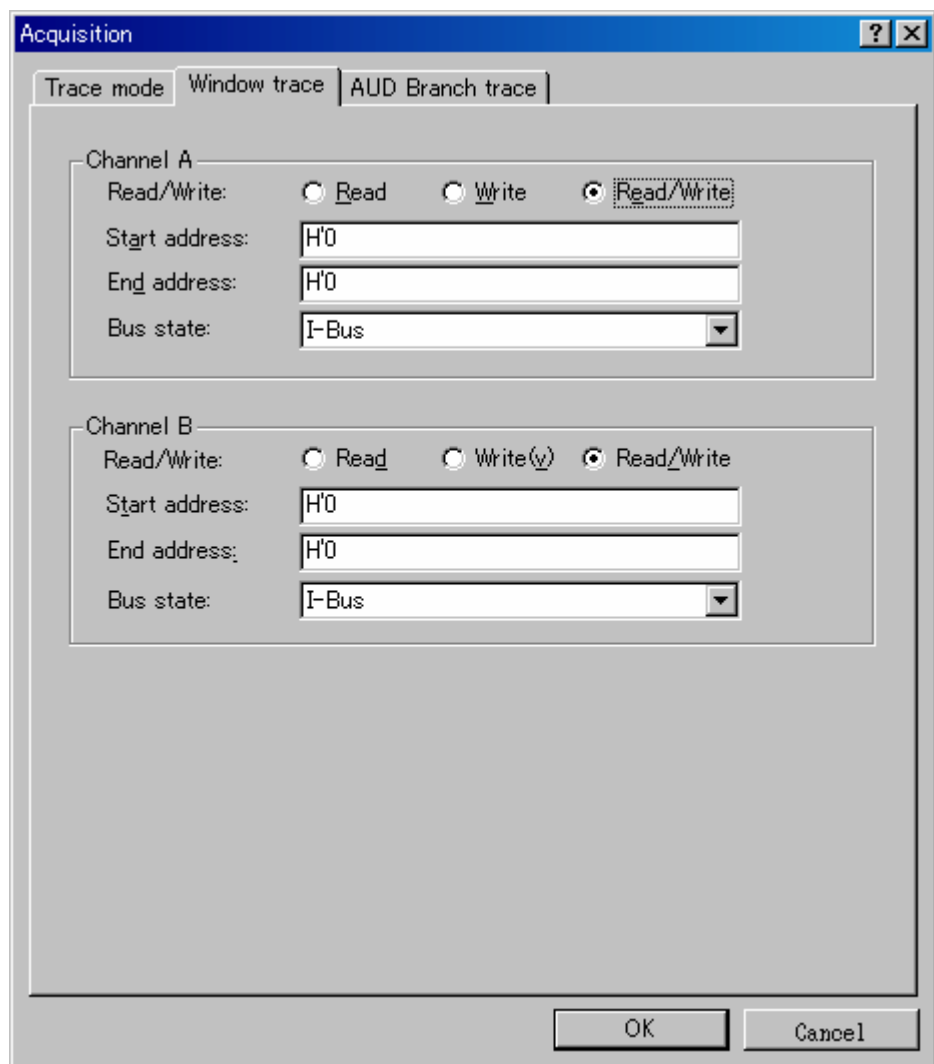 Acquisition
Trace mode Window trace AUD Branch trace
Channel A
Read/Write: Read Write Read/Write
Start address: H'0
End address: H'0
Bus state: I-Bus
Channel B
Read/Write: Read Write(v) Read/Write
Start address: H'0
End address: H'0
Bus state: I-Bus
OK Cancel